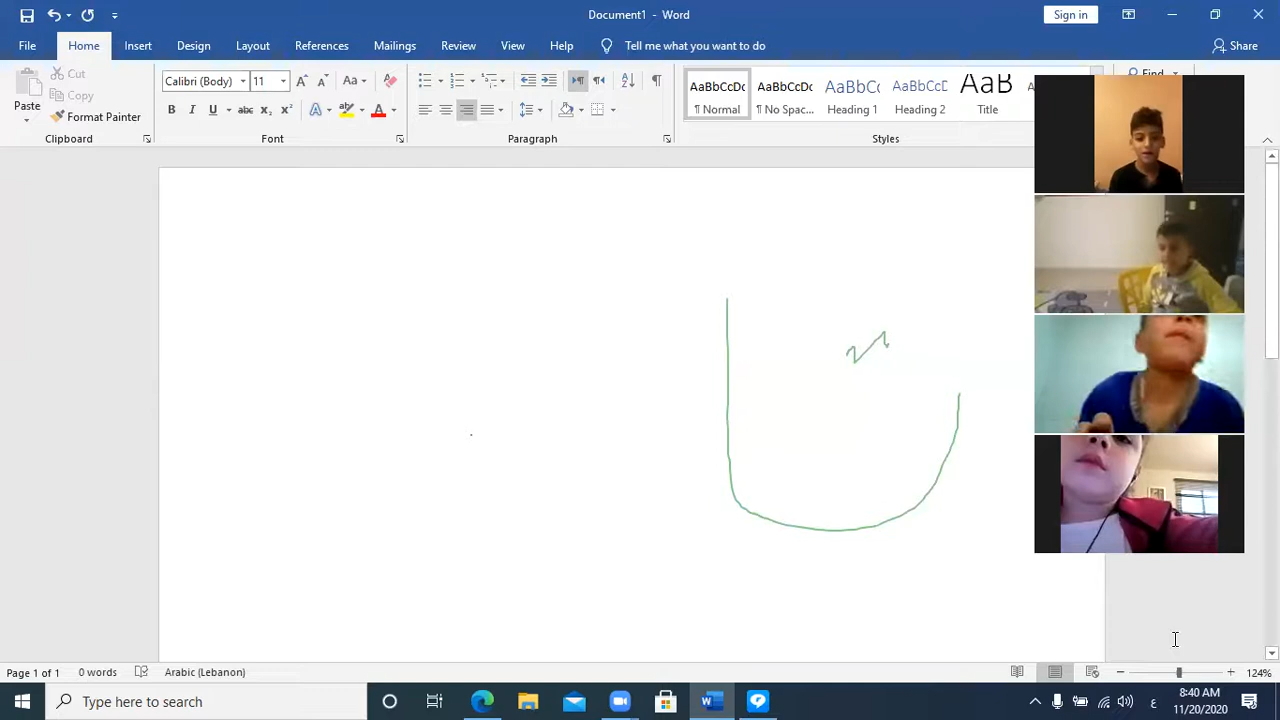 Document1 - Word
Sign in
File Home Insert Design Layout References Mailings Review View Help Tell me what you want to do Share
Paste
Cut
Copy
Format Painter
Clipboard
Calibri (Body) 11
Font
Paragraph
AaBbCcDc AaBbCcDc AaBbCc AaBbCcD AaB
¶ Normal ¶ No Spac... Heading 1 Heading 2 Title
Styles
Find
Page 1 of 1 0 words Arabic (Lebanon) 124%
Type here to search
ع
8:40 AM
11/20/2020